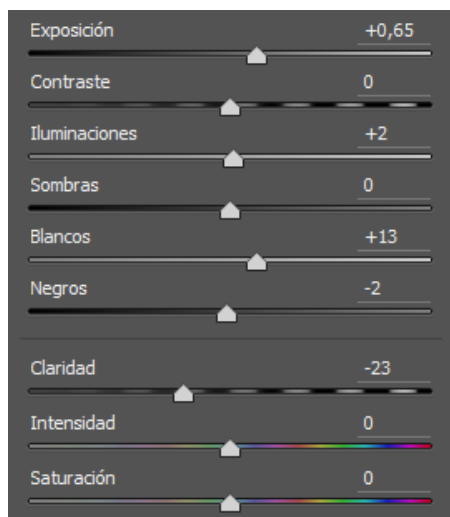 Exposición +0,65
Contraste 0
Iluminaciones +2
Sombras 0
Blancos +13
Negros -2
Claridad -23
Intensidad 0
Saturación 0